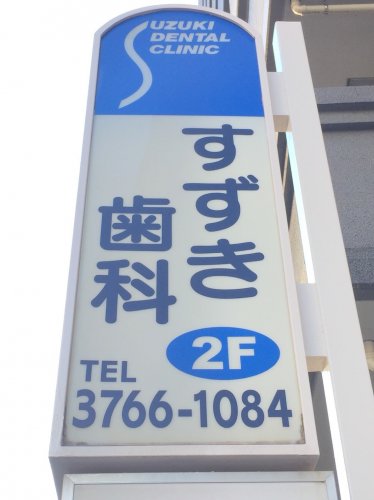 SUZUKI
DENTAL
CLINIC
すずき
歯科
2F
TEL
3766-1084